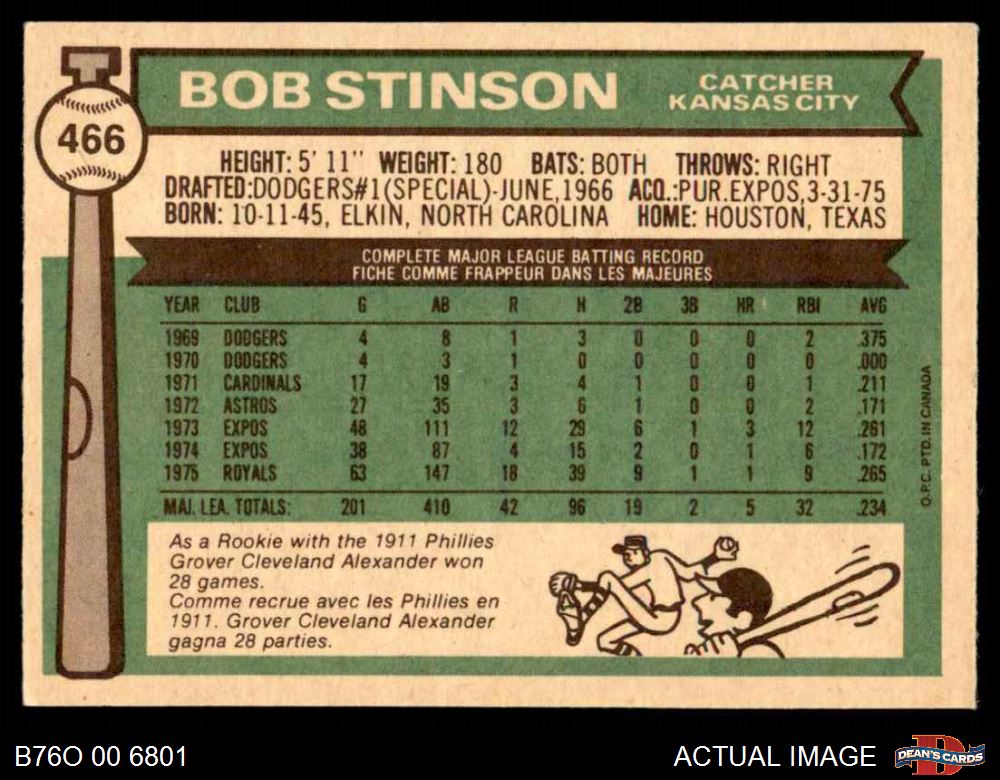 BOB STINSON
CATCHER
KANSAS CITY
466
HEIGHT: 5' 11" WEIGHT: 180 BATS: BOTH THROWS: RIGHT
DRAFTED:DODGERS#1(SPECIAL)-JUNE,1966 ACQ.:PUR.EXPOS,3-31-75
BORN: 10-11-45, ELKIN, NORTH CAROLINA HOME: HOUSTON, TEXAS
COMPLETE MAJOR LEAGUE BATTING RECORD
FICHE COMME FRAPPEUR DANS LES MAJEURES
YEAR CLUB G AB R H 2B 3B HR RBI AVG
1969 DODGERS 4 8 1 3 0 0 0 2 .375
1970 DODGERS 4 3 1 0 0 0 0 0 .000
1971 CARDINALS 17 19 3 4 1 0 0 1 .211
1972 ASTROS 27 35 3 6 1 0 0 2 .171
1973 EXPOS 48 111 12 29 6 1 3 12 .261
1974 EXPOS 38 87 4 15 2 0 1 6 .172
1975 ROYALS 63 147 18 39 9 1 1 9 .265
MAJ. LEA. TOTALS: 201 410 42 96 19 2 5 32 .234
O.P.C. PTD. IN CANADA
As a Rookie with the 1911 Phillies
Grover Cleveland Alexander won
28 games.
Comme recrue avec les Phillies en
1911. Grover Cleveland Alexander
gagna 28 parties.
B76O 00 6801
ACTUAL IMAGE
D
DEAN'S CARDS